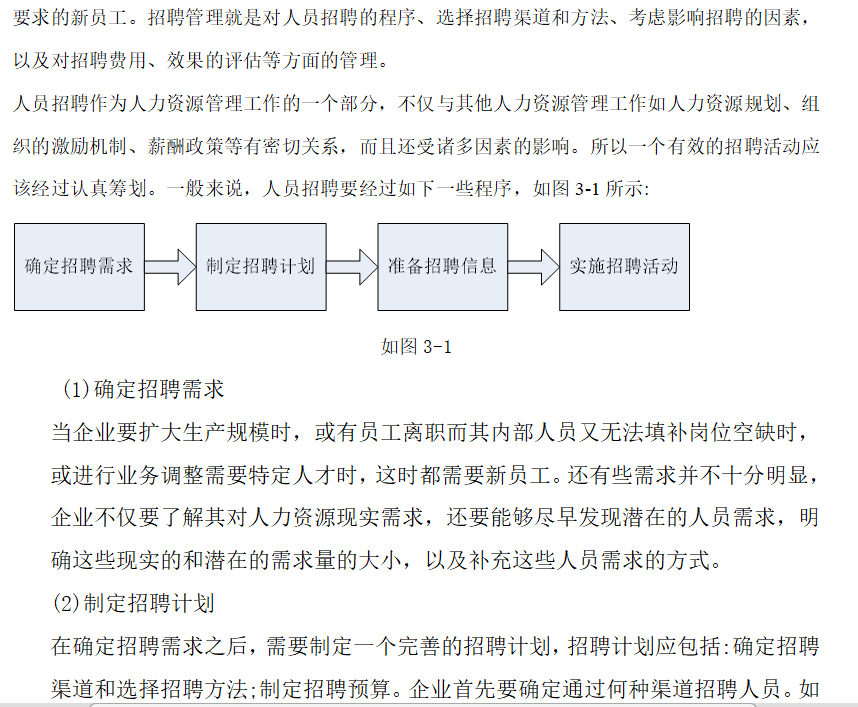 要求的新员工。招聘管理就是对人员招聘的程序、选择招聘渠道和方法、考虑影响招聘的因素，
以及对招聘费用、效果的评估等方面的管理。
人员招聘作为人力资源管理工作的一个部分，不仅与其他人力资源管理工作如人力资源规划、组
织的激励机制、薪酬政策等有密切关系，而且还受诸多因素的影响。所以一个有效的招聘活动应
该经过认真筹划。一般来说，人员招聘要经过如下一些程序，如图 3-1 所示:
确定招聘需求
制定招聘计划
准备招聘信息
实施招聘活动
如图 3-1
(1)确定招聘需求
当企业要扩大生产规模时，或有员工离职而其内部人员又无法填补岗位空缺时，
或进行业务调整需要特定人才时，这时都需要新员工。还有些需求并不十分明显，
企业不仅要了解其对人力资源现实需求，还要能够尽早发现潜在的人员需求，明
确这些现实的和潜在的需求量的大小，以及补充这些人员需求的方式。
(2)制定招聘计划
在确定招聘需求之后，需要制定一个完善的招聘计划，招聘计划应包括:确定招聘
渠道和选择招聘方法;制定招聘预算。企业首先要确定通过何种渠道招聘人员。如